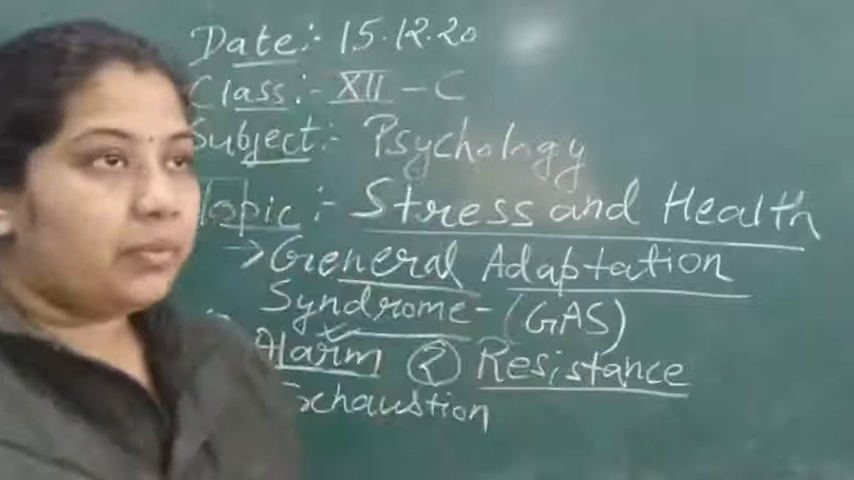 Date :- 15.12.20
Class :- XII - C
Subject :- Psychology
Topic :- Stress and Health
→ General Adaptation
Syndrome - (GAS)
Alarm ② Resistance
Exhaustion